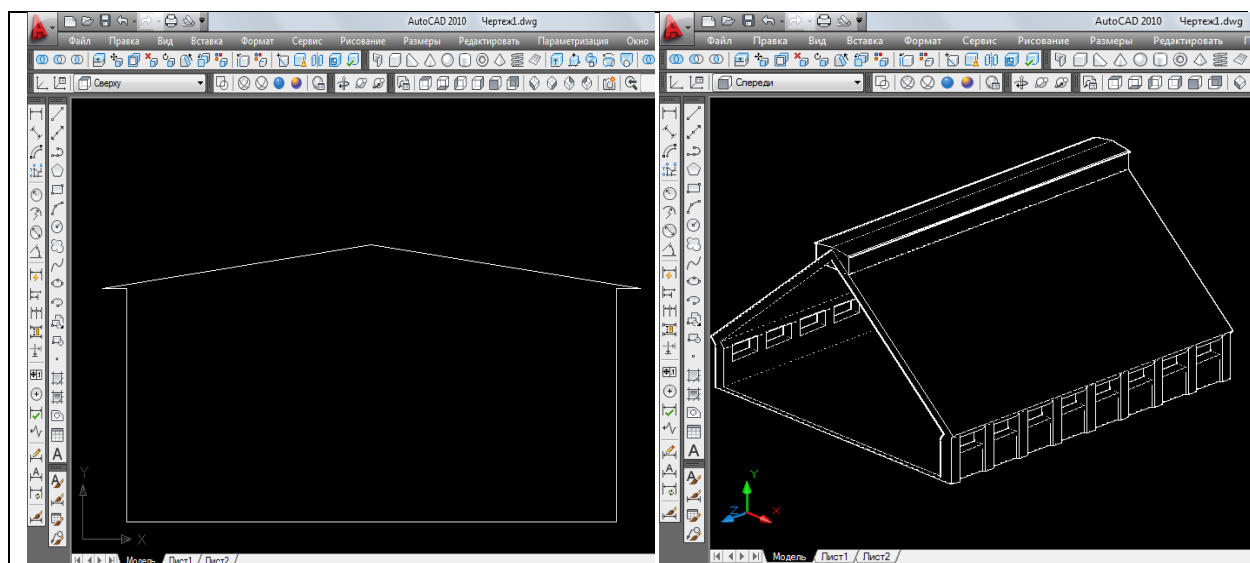 AutoCAD 2010 Чертеж1.dwg
Файл Правка Вид Вставка Формат Сервис Рисование Размеры Редактировать Параметризация Окно
Сверху
Y
X
Модель Лист1 Лист2
AutoCAD 2010 Чертеж1.dwg
Файл Правка Вид Вставка Формат Сервис Рисование Размеры Редактировать
Спереди
Y
Z
X
Модель Лист1 Лист2